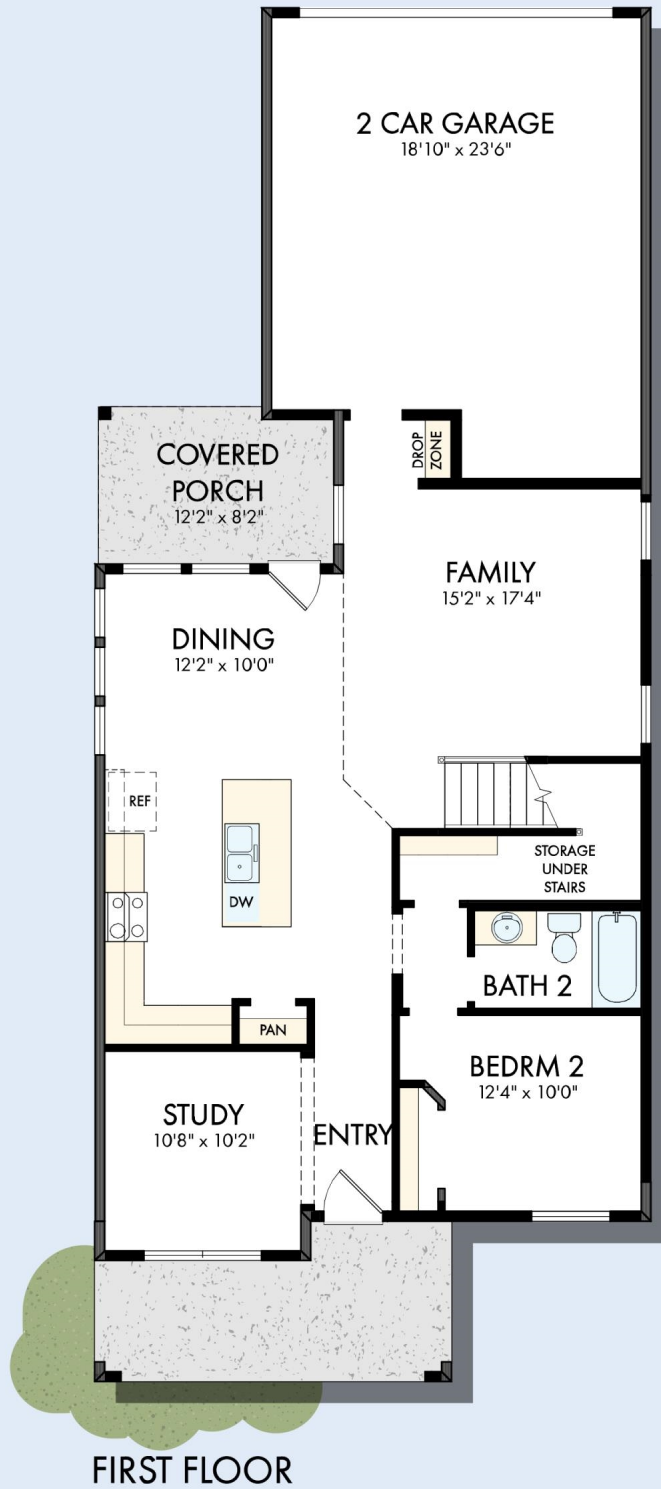 2 CAR GARAGE
18'10" x 23'6"
DROP
ZONE
COVERED
PORCH
12'2" x 8'2"
FAMILY
15'2" x 17'4"
DINING
12'2" x 10'0"
REF
DW
STORAGE
UNDER
STAIRS
BATH 2
PAN
BEDRM 2
12'4" x 10'0"
STUDY
10'8" x 10'2"
ENTRY
FIRST FLOOR